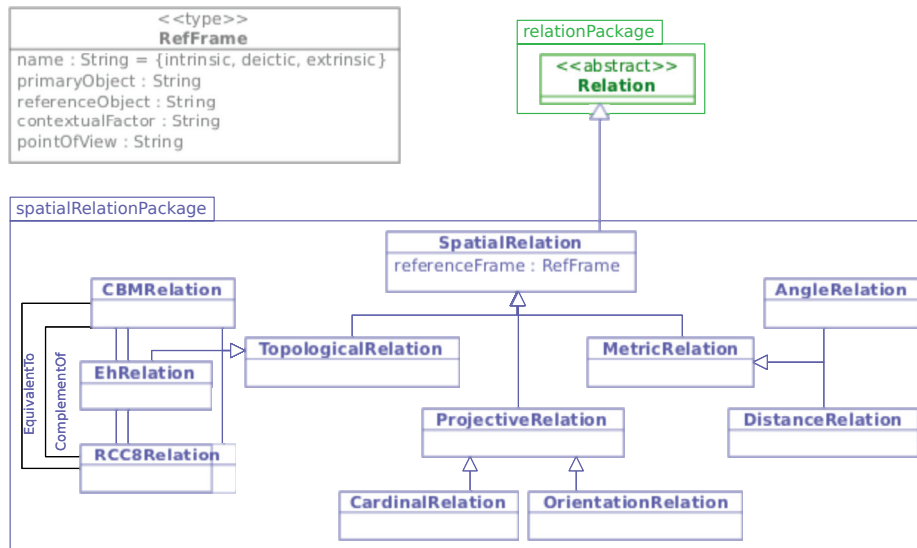 <<type>>
RefFrame
name : String = {intrinsic, deictic, extrinsic}
primaryObject : String
referenceObject : String
contextualFactor : String
pointOfView : String
relationPackage
<<abstract>>
Relation
spatialRelationPackage
SpatialRelation
referenceFrame : RefFrame
CBMRelation
AngleRelation
EquivalentTo
ComplementOf
TopologicalRelation
MetricRelation
EhRelation
ProjectiveRelation
DistanceRelation
RCC8Relation
CardinalRelation
OrientationRelation